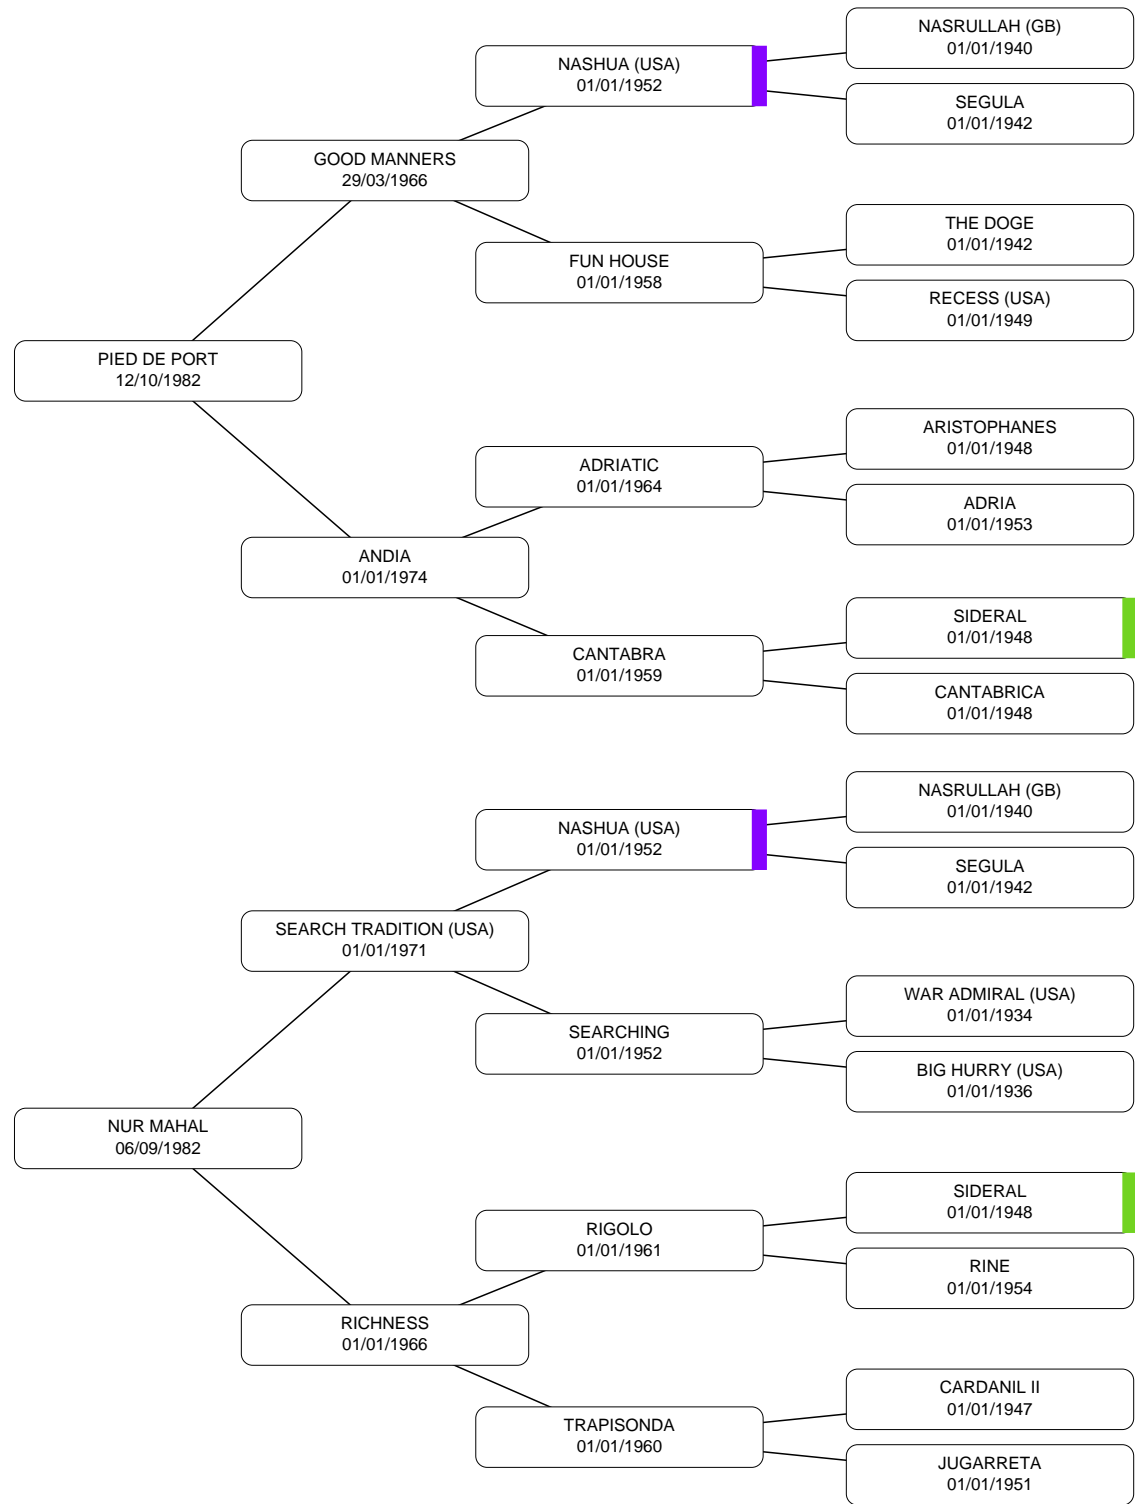 NASRULLAH (GB)
01/01/1940
NASHUA (USA)
01/01/1952
SEGULA
01/01/1942
GOOD MANNERS
29/03/1966
THE DOGE
01/01/1942
FUN HOUSE
01/01/1958
RECESS (USA)
01/01/1949
PIED DE PORT
12/10/1982
ARISTOPHANES
01/01/1948
ADRIATIC
01/01/1964
ADRIA
01/01/1953
ANDIA
01/01/1974
SIDERAL
01/01/1948
CANTABRA
01/01/1959
CANTABRICA
01/01/1948
NASRULLAH (GB)
01/01/1940
NASHUA (USA)
01/01/1952
SEGULA
01/01/1942
SEARCH TRADITION (USA)
01/01/1971
WAR ADMIRAL (USA)
01/01/1934
SEARCHING
01/01/1952
BIG HURRY (USA)
01/01/1936
NUR MAHAL
06/09/1982
SIDERAL
01/01/1948
RIGOLO
01/01/1961
RINE
01/01/1954
RICHNESS
01/01/1966
CARDANIL II
01/01/1947
TRAPISONDA
01/01/1960
JUGARRETA
01/01/1951